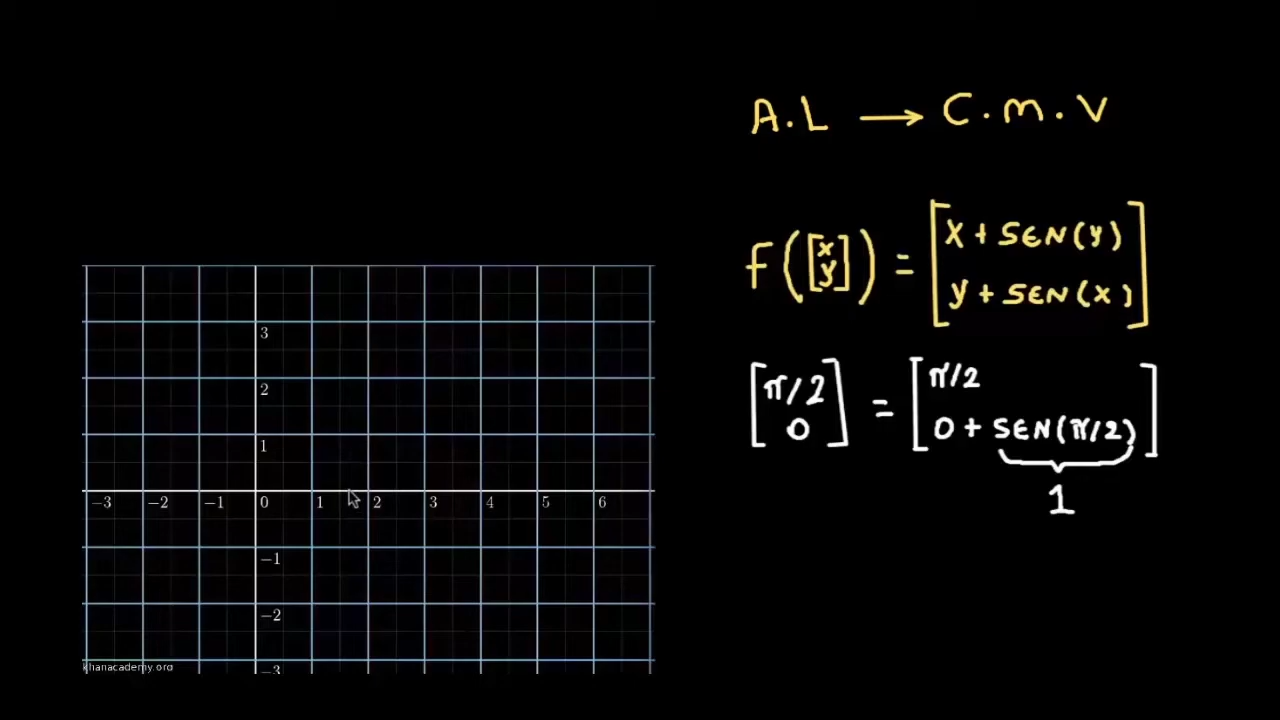 A.L → C.m.V
F([x y]) = [x + SEN(y)
y + SEN(x)]
[π/2 0] = [π/2
0 + SEN(π/2)]
1
3
2
1
−3 −2 −1 0 1 2 3 4 5 6
−1
−2
−3
khanacademy.org